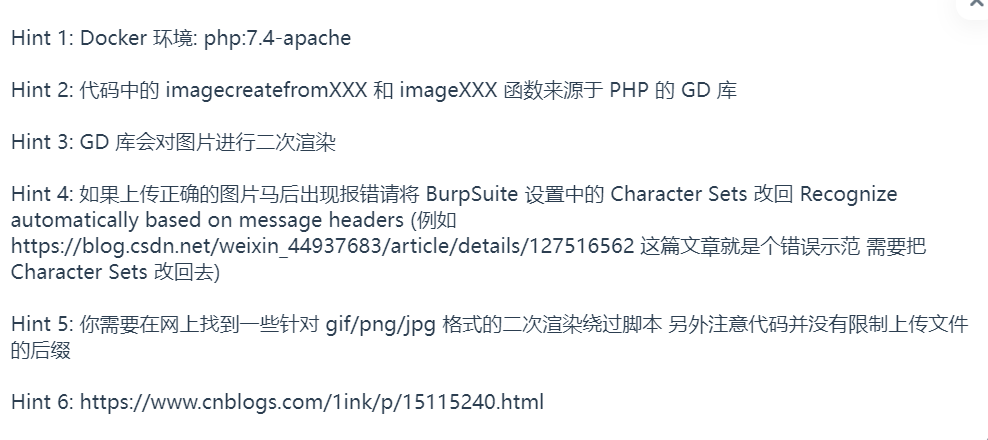 Hint 1: Docker 环境: php:7.4-apache
Hint 2: 代码中的 imagecreatefromXXX 和 imageXXX 函数来源于 PHP 的 GD 库
Hint 3: GD 库会对图片进行二次渲染
Hint 4: 如果上传正确的图片马后出现报错请将 BurpSuite 设置中的 Character Sets 改回 Recognize
automatically based on message headers (例如
https://blog.csdn.net/weixin_44937683/article/details/127516562 这篇文章就是个错误示范 需要把
Character Sets 改回去)
Hint 5: 你需要在网上找到一些针对 gif/png/jpg 格式的二次渲染绕过脚本 另外注意代码并没有限制上传文件
的后缀
Hint 6: https://www.cnblogs.com/1ink/p/15115240.html